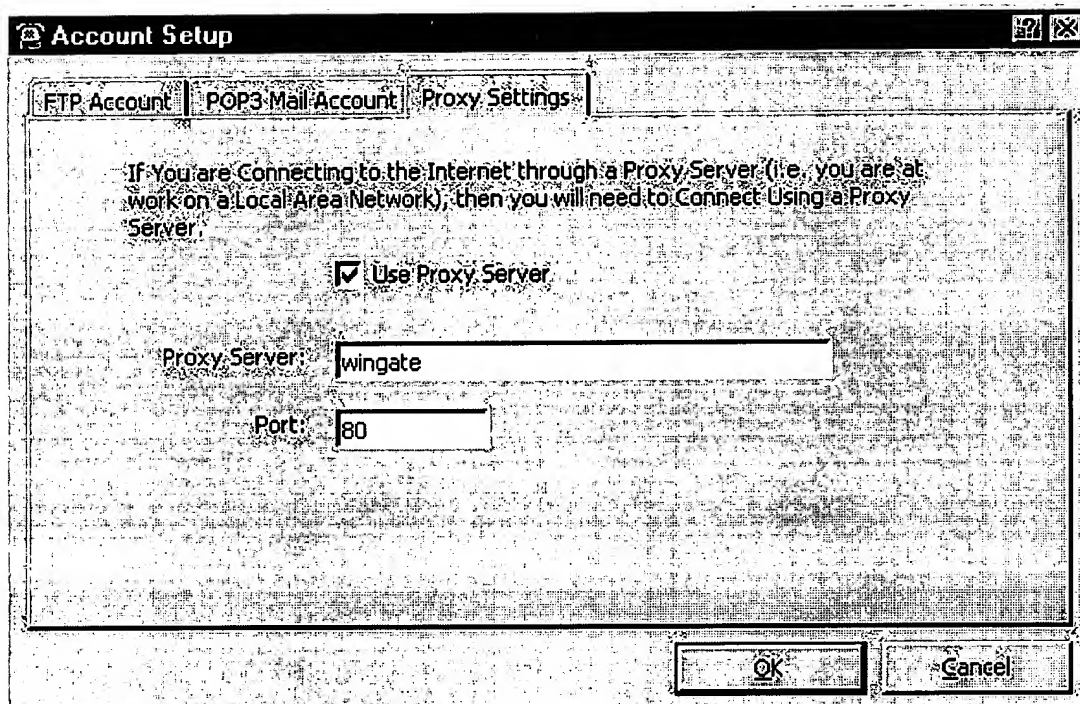 Account Setup
FTP Account POP3 Mail Account Proxy Settings
If You are Connecting to the Internet through a Proxy Server (i.e. you are at
work on a Local Area Network), then you will need to Connect Using a Proxy
Server.
Use Proxy Server
Proxy Server: wingate
Port: 80
OK Cancel